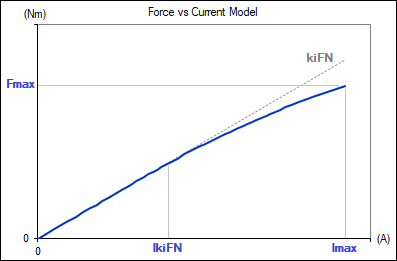 Force vs Current Model
(Nm)
kiFN
Fmax
0
(A)
0
IkiFN
Imax